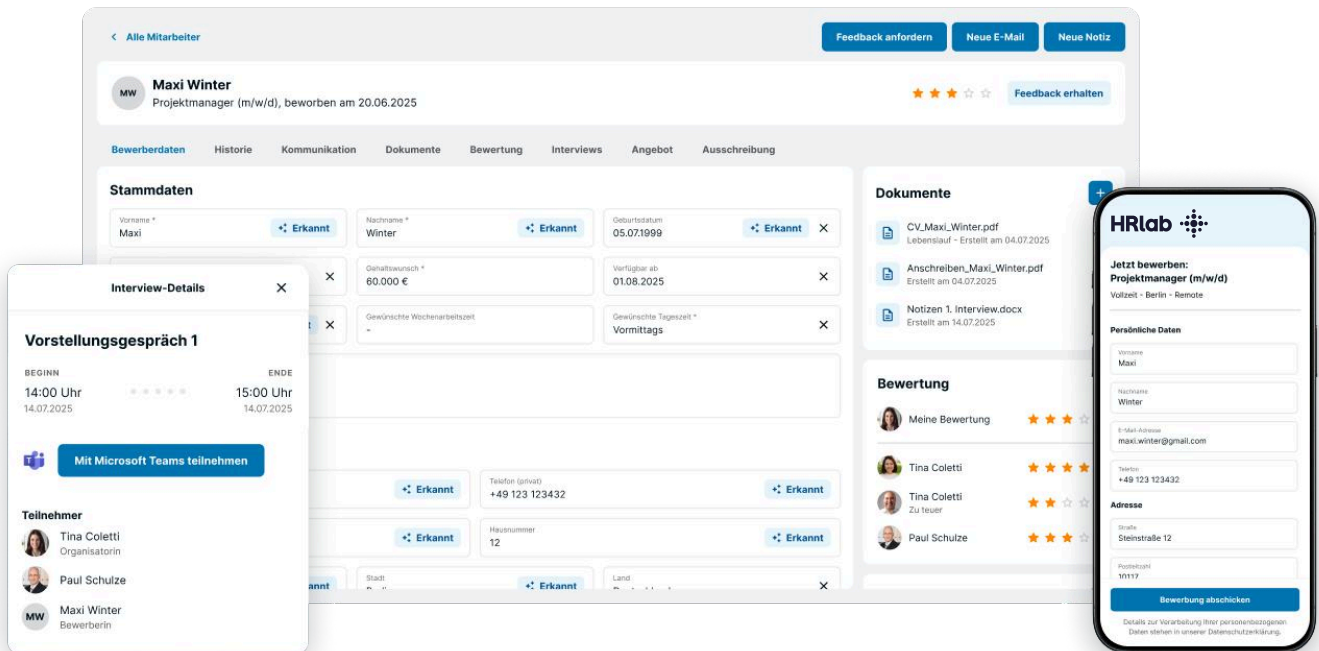 Alle Mitarbeiter
Feedback anfordern
Neue E-Mail
Neue Notiz
MW
Maxi Winter
Projektmanager (m/w/d), beworben am 20.06.2025
Feedback erhalten
Bewerberdaten Historie Kommunikation Dokumente Bewertung Interviews Angebot Ausschreibung
Stammdaten
Vorname *
Maxi
Erkannt
Nachname *
Winter
Erkannt
Geburtsdatum
05.07.1999
Erkannt
Gehaltswunsch *
60.000 €
Verfügbar ab
01.08.2025
Gewünschte Wochenarbeitszeit
-
Gewünschte Tageszeit *
Vormittags
Erkannt
Telefon (privat)
+49 123 123432
Erkannt
Erkannt
Hausnummer
12
Erkannt
Stadt
Erkannt
Land
Dokumente
+
CV_Maxi_Winter.pdf
Lebenslauf - Erstellt am 04.07.2025
Anschreiben_Maxi_Winter.pdf
Erstellt am 04.07.2025
Notizen 1. Interview.docx
Erstellt am 14.07.2025
Bewertung
Meine Bewertung
Tina Coletti
Tina Coletti
Zu teuer
Paul Schulze
Interview-Details
Vorstellungsgespräch 1
BEGINN
ENDE
14:00 Uhr
15:00 Uhr
14.07.2025
14.07.2025
Mit Microsoft Teams teilnehmen
Teilnehmer
Tina Coletti
Organisatorin
Paul Schulze
MW
Maxi Winter
Bewerberin
HRlab
Jetzt bewerben:
Projektmanager (m/w/d)
Vollzeit - Berlin - Remote
Persönliche Daten
Vorname
Maxi
Nachname
Winter
E-Mail-Adresse
maxi.winter@gmail.com
Telefon
+49 123 123432
Adresse
Straße
Steinstraße 12
Postleitzahl
10117
Bewerbung abschicken
Details zur Verarbeitung Ihrer personenbezogenen
Daten stehen in unserer Datenschutzerklärung.